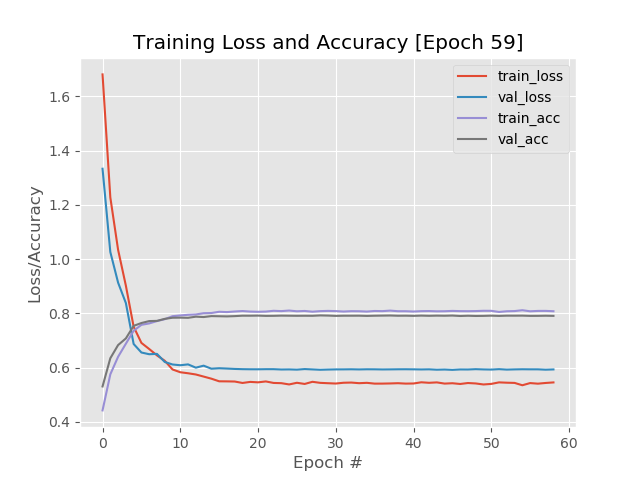 Training Loss and Accuracy [Epoch 59]
train_loss
val_loss
train_acc
val_acc
Loss/Accuracy
1.6
1.4
1.2
1.0
0.8
0.6
0.4
0 10 20 30 40 50 60
Epoch #